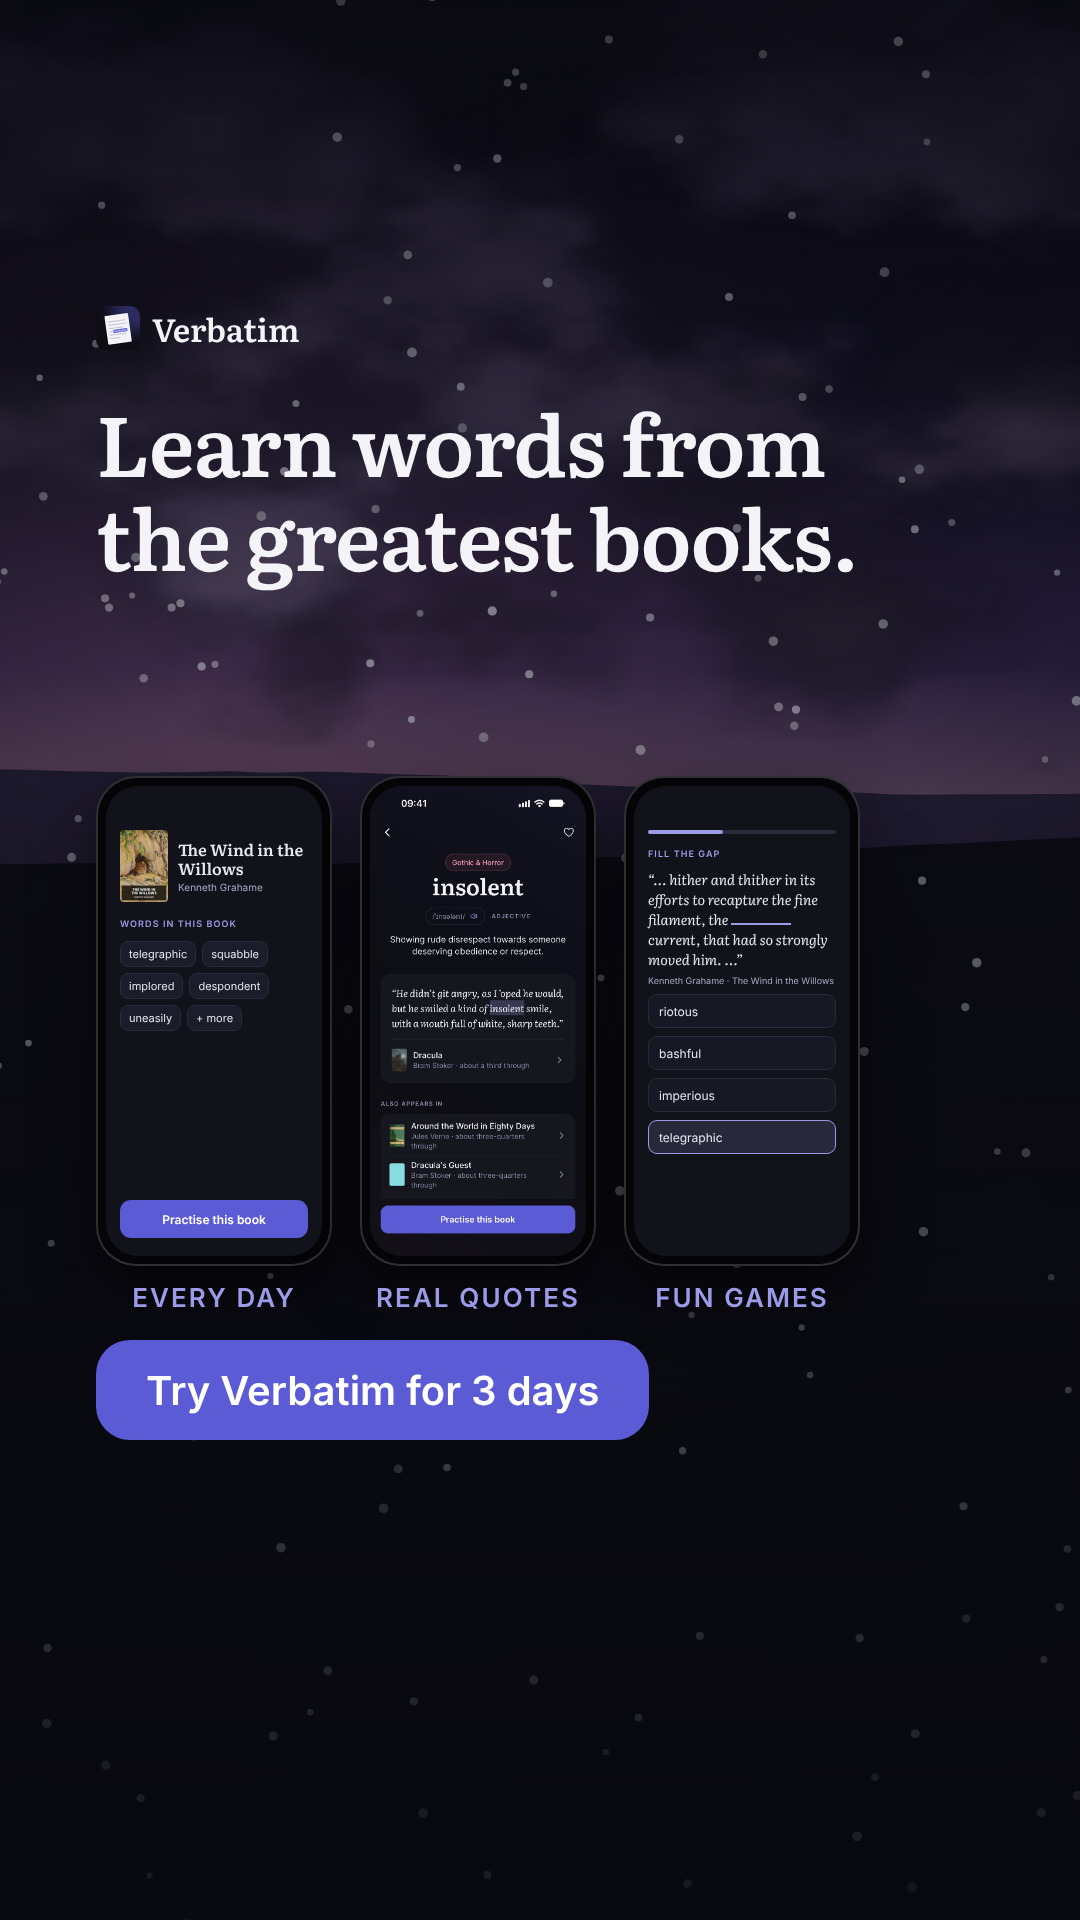 Verbatim
Learn words from
the greatest books.
The Wind in the
Willows
Kenneth Grahame
WORDS IN THIS BOOK
telegraphic
squabble
implored
despondent
uneasily
+ more
Practise this book
EVERY DAY
09:41
Gothic & Horror
insolent
/ˈɪnsələnt/
ADJECTIVE
Showing rude disrespect towards someone
deserving obedience or respect.
“He didn’t git angry, as I ’oped he would,
but he smiled a kind of insolent smile,
with a mouth full of white, sharp teeth.”
Dracula
Bram Stoker · about a third through
ALSO APPEARS IN
Around the World in Eighty Days
Jules Verne · about three-quarters
through
Dracula’s Guest
Bram Stoker · about three-quarters
through
Practise this book
REAL QUOTES
FILL THE GAP
“… hither and thither in its
efforts to recapture the fine
filament, the
current, that had so strongly
moved him. …”
Kenneth Grahame · The Wind in the Willows
riotous
bashful
imperious
telegraphic
FUN GAMES
Try Verbatim for 3 days